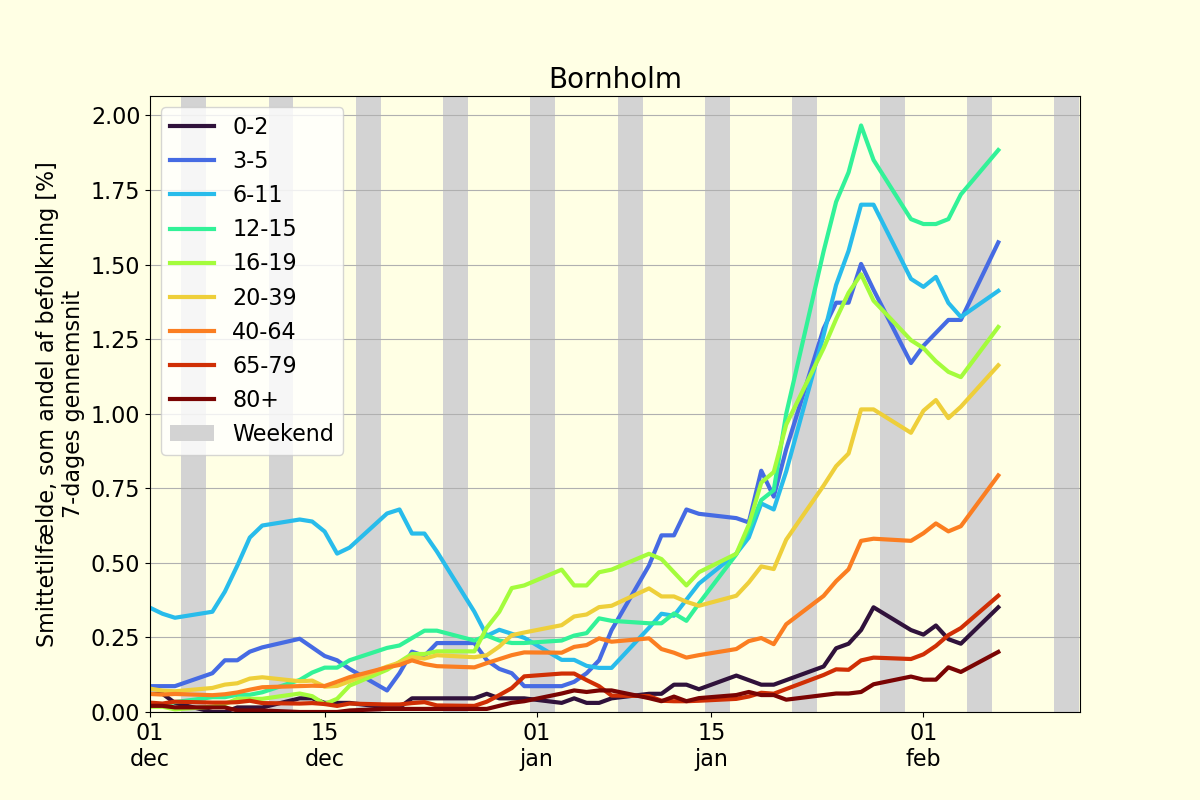 Bornholm
Smittetilfælde, som andel af befolkning [%]
7-dages gennemsnit
2.00
1.75
1.50
1.25
1.00
0.75
0.50
0.25
0.00
0-2
3-5
6-11
12-15
16-19
20-39
40-64
65-79
80+
Weekend
01
dec
15
dec
01
jan
15
jan
01
feb